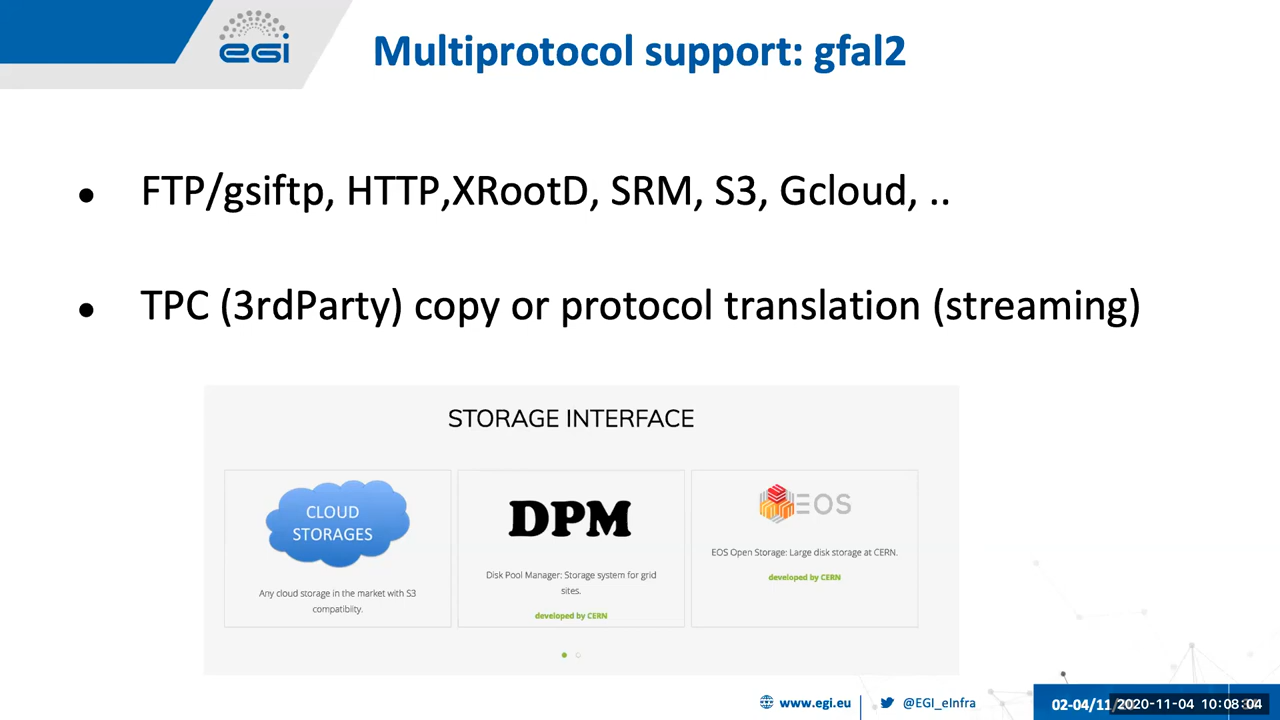 egi
Multiprotocol support: gfal2
● FTP/gsiftp, HTTP,XRootD, SRM, S3, Gcloud, ..
● TPC (3rdParty) copy or protocol translation (streaming)
STORAGE INTERFACE
CLOUD
STORAGES
Any cloud storage in the market with S3
compatibliy.
DPM
Disk Pool Manager: Storage system for grid
sites.
developed by CERN
EOS
EOS Open Storage: Large disk storage at CERN.
developed by CERN
www.egi.eu
@EGI_eInfra
02-04/11/
2020-11-04 10:08:04